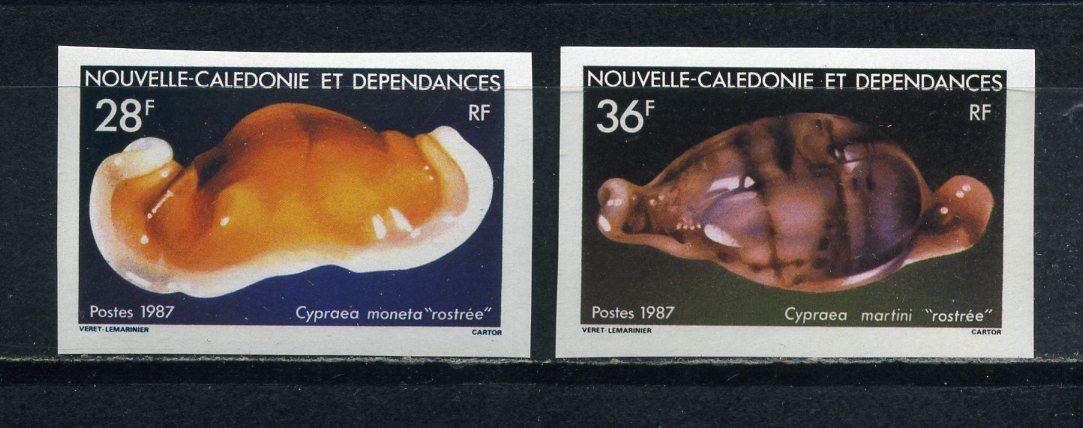 NOUVELLE-CALEDONIE ET DEPENDANCES
28F
RF
Postes 1987
Cypraea moneta "rostrée"
VERET-LEMARINIER
CARTOR
NOUVELLE-CALEDONIE ET DEPENDANCES
36F
RF
Postes 1987
Cypraea martini "rostrée"
VERET-LEMARINIER
CARTOR